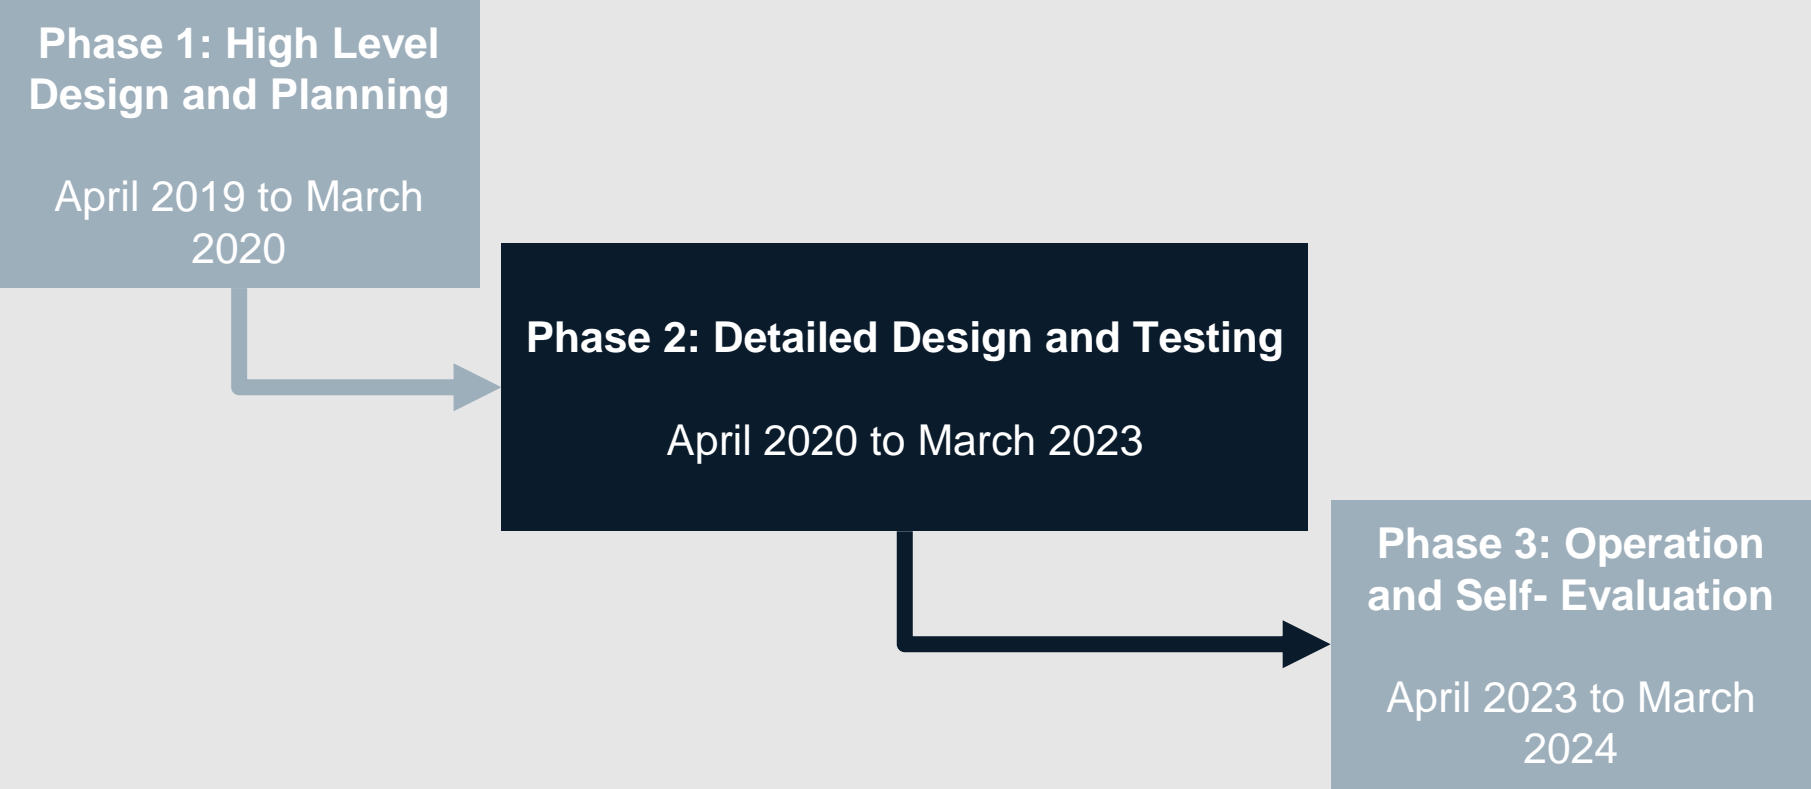 Phase 1: High Level
Design and Planning
April 2019 to March
2020
Phase 2: Detailed Design and Testing
April 2020 to March 2023
Phase 3: Operation
and Self- Evaluation
April 2023 to March
2024